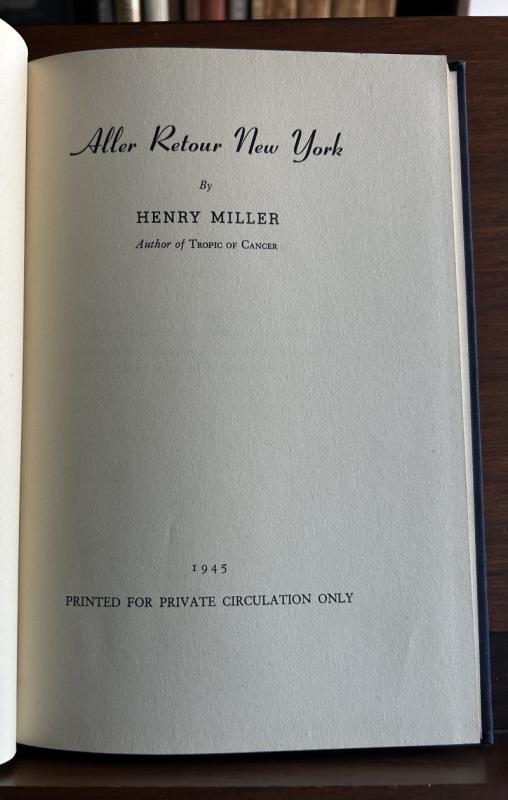 Aller Retour New York
By
HENRY MILLER
Author of TROPIC OF CANCER
1945
PRINTED FOR PRIVATE CIRCULATION ONLY